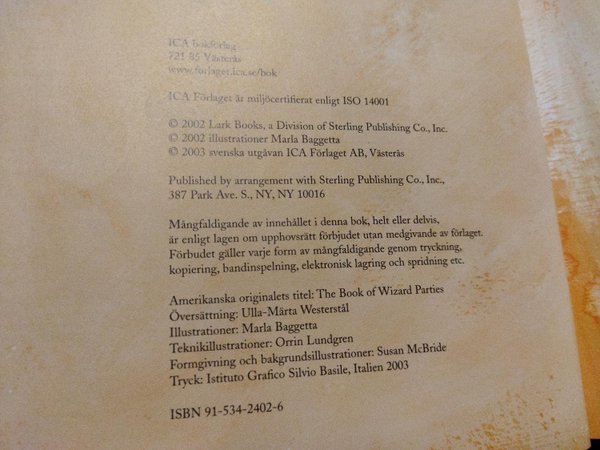 ICA bokförlag
721 85 Västerås
www.forlaget.ica.se/bok
ICA Förlaget är miljöcertifierat enligt ISO 14001
© 2002 Lark Books, a Division of Sterling Publishing Co., Inc.
© 2002 illustrationer Marla Baggetta
© 2003 svenska utgåvan ICA Förlaget AB, Västerås
Published by arrangement with Sterling Publishing Co., Inc.,
387 Park Ave. S., NY, NY 10016
Mångfaldigande av innehållet i denna bok, helt eller delvis,
är enligt lagen om upphovsrätt förbjudet utan medgivande av förlaget.
Förbudet gäller varje form av mångfaldigande genom tryckning,
kopiering, bandinspelning, elektronisk lagring och spridning etc.
Amerikanska originalets titel: The Book of Wizard Parties
Översättning: Ulla-Märta Westerstål
Illustrationer: Marla Baggetta
Teknikillustrationer: Orrin Lundgren
Formgivning och bakgrundsillustrationer: Susan McBride
Tryck: Istituto Grafico Silvio Basile, Italien 2003
ISBN 91-534-2402-6